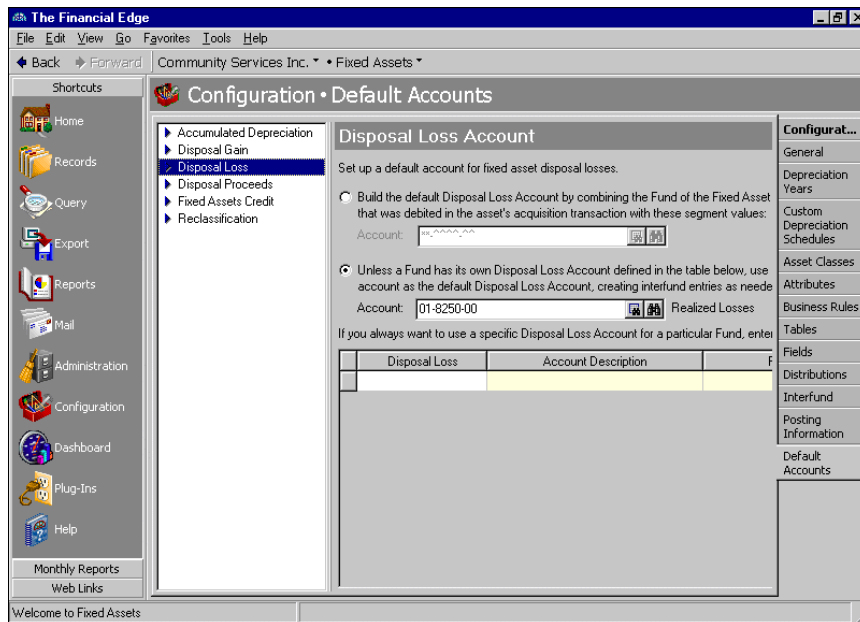 The Financial Edge
File Edit View Go Favorites Tools Help
Back Forward Community Services Inc. • Fixed Assets
Shortcuts
Home
Records
Query
Export
Reports
Mail
Administration
Configuration
Dashboard
Plug-Ins
Help
Monthly Reports
Web Links
Configuration • Default Accounts
Accumulated Depreciation
Disposal Gain
Disposal Loss
Disposal Proceeds
Fixed Assets Credit
Reclassification
Disposal Loss Account
Set up a default account for fixed asset disposal losses.
Build the default Disposal Loss Account by combining the Fund of the Fixed Asset
that was debited in the asset's acquisition transaction with these segment values:
Account: **-^^^^-^^
Unless a Fund has its own Disposal Loss Account defined in the table below, use
account as the default Disposal Loss Account, creating interfund entries as neede
Account: 01-8250-00 Realized Losses
If you always want to use a specific Disposal Loss Account for a particular Fund, enter
Disposal Loss Account Description F
Configurat...
General
Depreciation
Years
Custom
Depreciation
Schedules
Asset Classes
Attributes
Business Rules
Tables
Fields
Distributions
Interfund
Posting
Information
Default
Accounts
Welcome to Fixed Assets